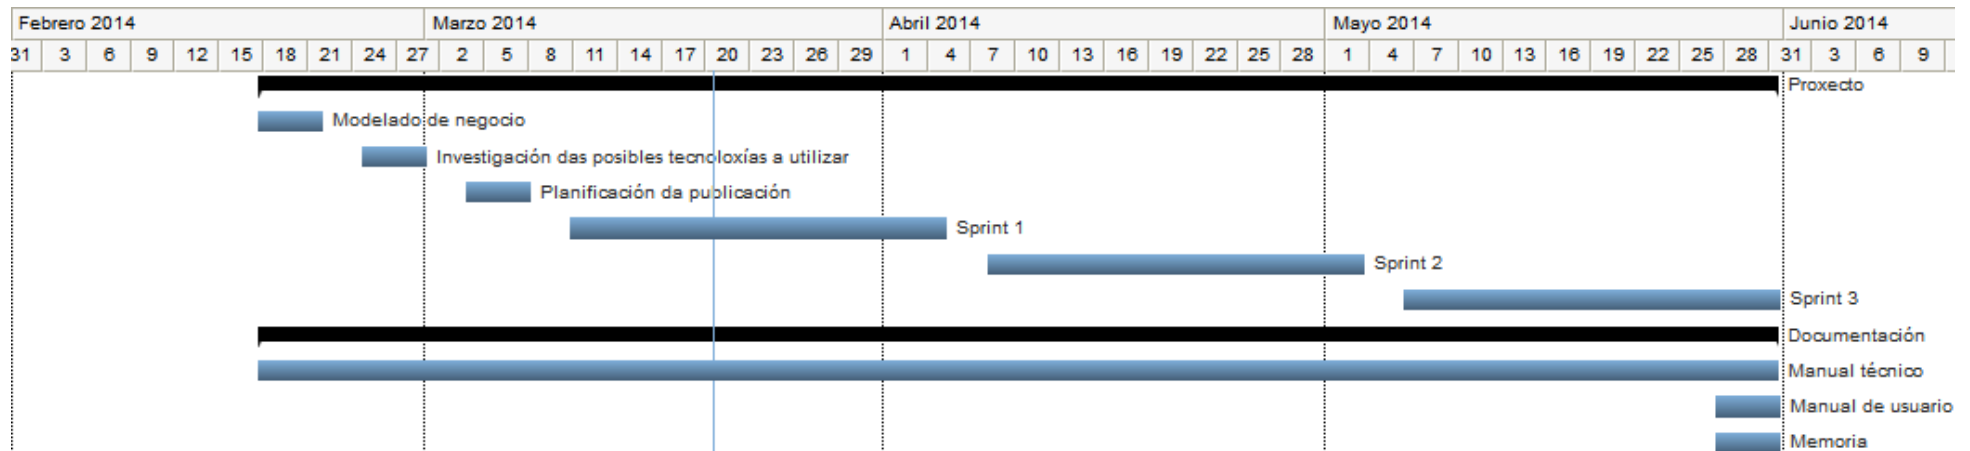 Febrero 2014 Marzo 2014 Abril 2014 Mayo 2014 Junio 2014
31 3 6 9 12 15 18 21 24 27 2 5 8 11 14 17 20 23 26 29 1 4 7 10 13 16 19 22 25 28 1 4 7 10 13 16 19 22 25 28 31 3 6 9
Proxecto
Modelado de negocio
Investigación das posibles tecnoloxías a utilizar
Planificación da publicación
Sprint 1
Sprint 2
Sprint 3
Documentación
Manual técnico
Manual de usuario
Memoria